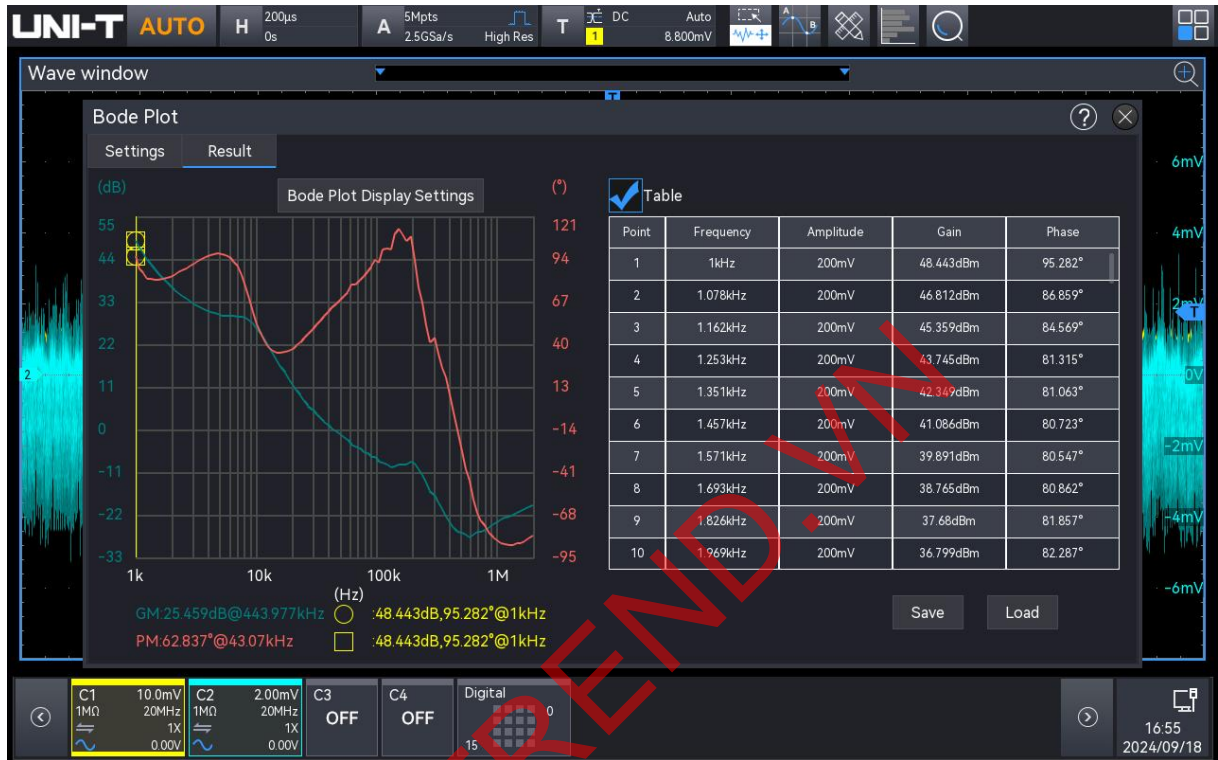 UNI-T AUTO H 200μs 0s A 5Mpts 2.5GSa/s High Res T DC 1 Auto 8.800mV A B
Wave window
T
Bode Plot ?
Settings Result
6mV
(dB) Bode Plot Display Settings (°) Table
55 121
Point Frequency Amplitude Gain Phase
4mV
44 94
1 1kHz 200mV 48.443dBm 95.282°
2 1.078kHz 200mV 46.812dBm 86.859°
33 67
2mV
T
3 1.162kHz 200mV 45.359dBm 84.569°
22 40
4 1.253kHz 200mV 43.745dBm 81.315°
2
0V
11 13
5 1.351kHz 200mV 42.349dBm 81.063°
6 1.457kHz 200mV 41.086dBm 80.723°
0 -14
-2mV
7 1.571kHz 200mV 39.891dBm 80.547°
-11 -41
8 1.693kHz 200mV 38.765dBm 80.862°
-22 -68
9 1.826kHz 200mV 37.68dBm 81.857°
-4mV
-33 -95
10 1.969kHz 200mV 36.799dBm 82.287°
1k 10k 100k 1M
(Hz)
-6mV
GM:25.459dB@443.977kHz :48.443dB,95.282°@1kHz
Save Load
PM:62.837°@43.07kHz :48.443dB,95.282°@1kHz
C1 10.0mV
1MΩ 20MHz
1X
0.00V
C2 2.00mV
1MΩ 20MHz
1X
0.00V
C3
OFF
C4
OFF
Digital
0
15
16:55
2024/09/18
REND.VN